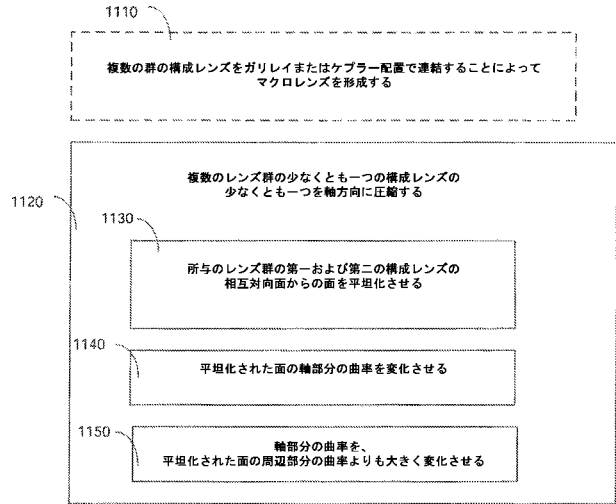 1110
複数の群の構成レンズをガリレイまたはケプラー配置で連結することによって
マクロレンズを形成する
1120
複数のレンズ群の少なくとも一つの構成レンズの
少なくとも一つを軸方向に圧縮する
1130
所与のレンズ群の第一および第二の構成レンズの
相互対向面からの面を平坦化させる
1140
平坦化された面の軸部分の曲率を変化させる
1150
軸部分の曲率を、
平坦化された面の周辺部分の曲率よりも大きく変化させる